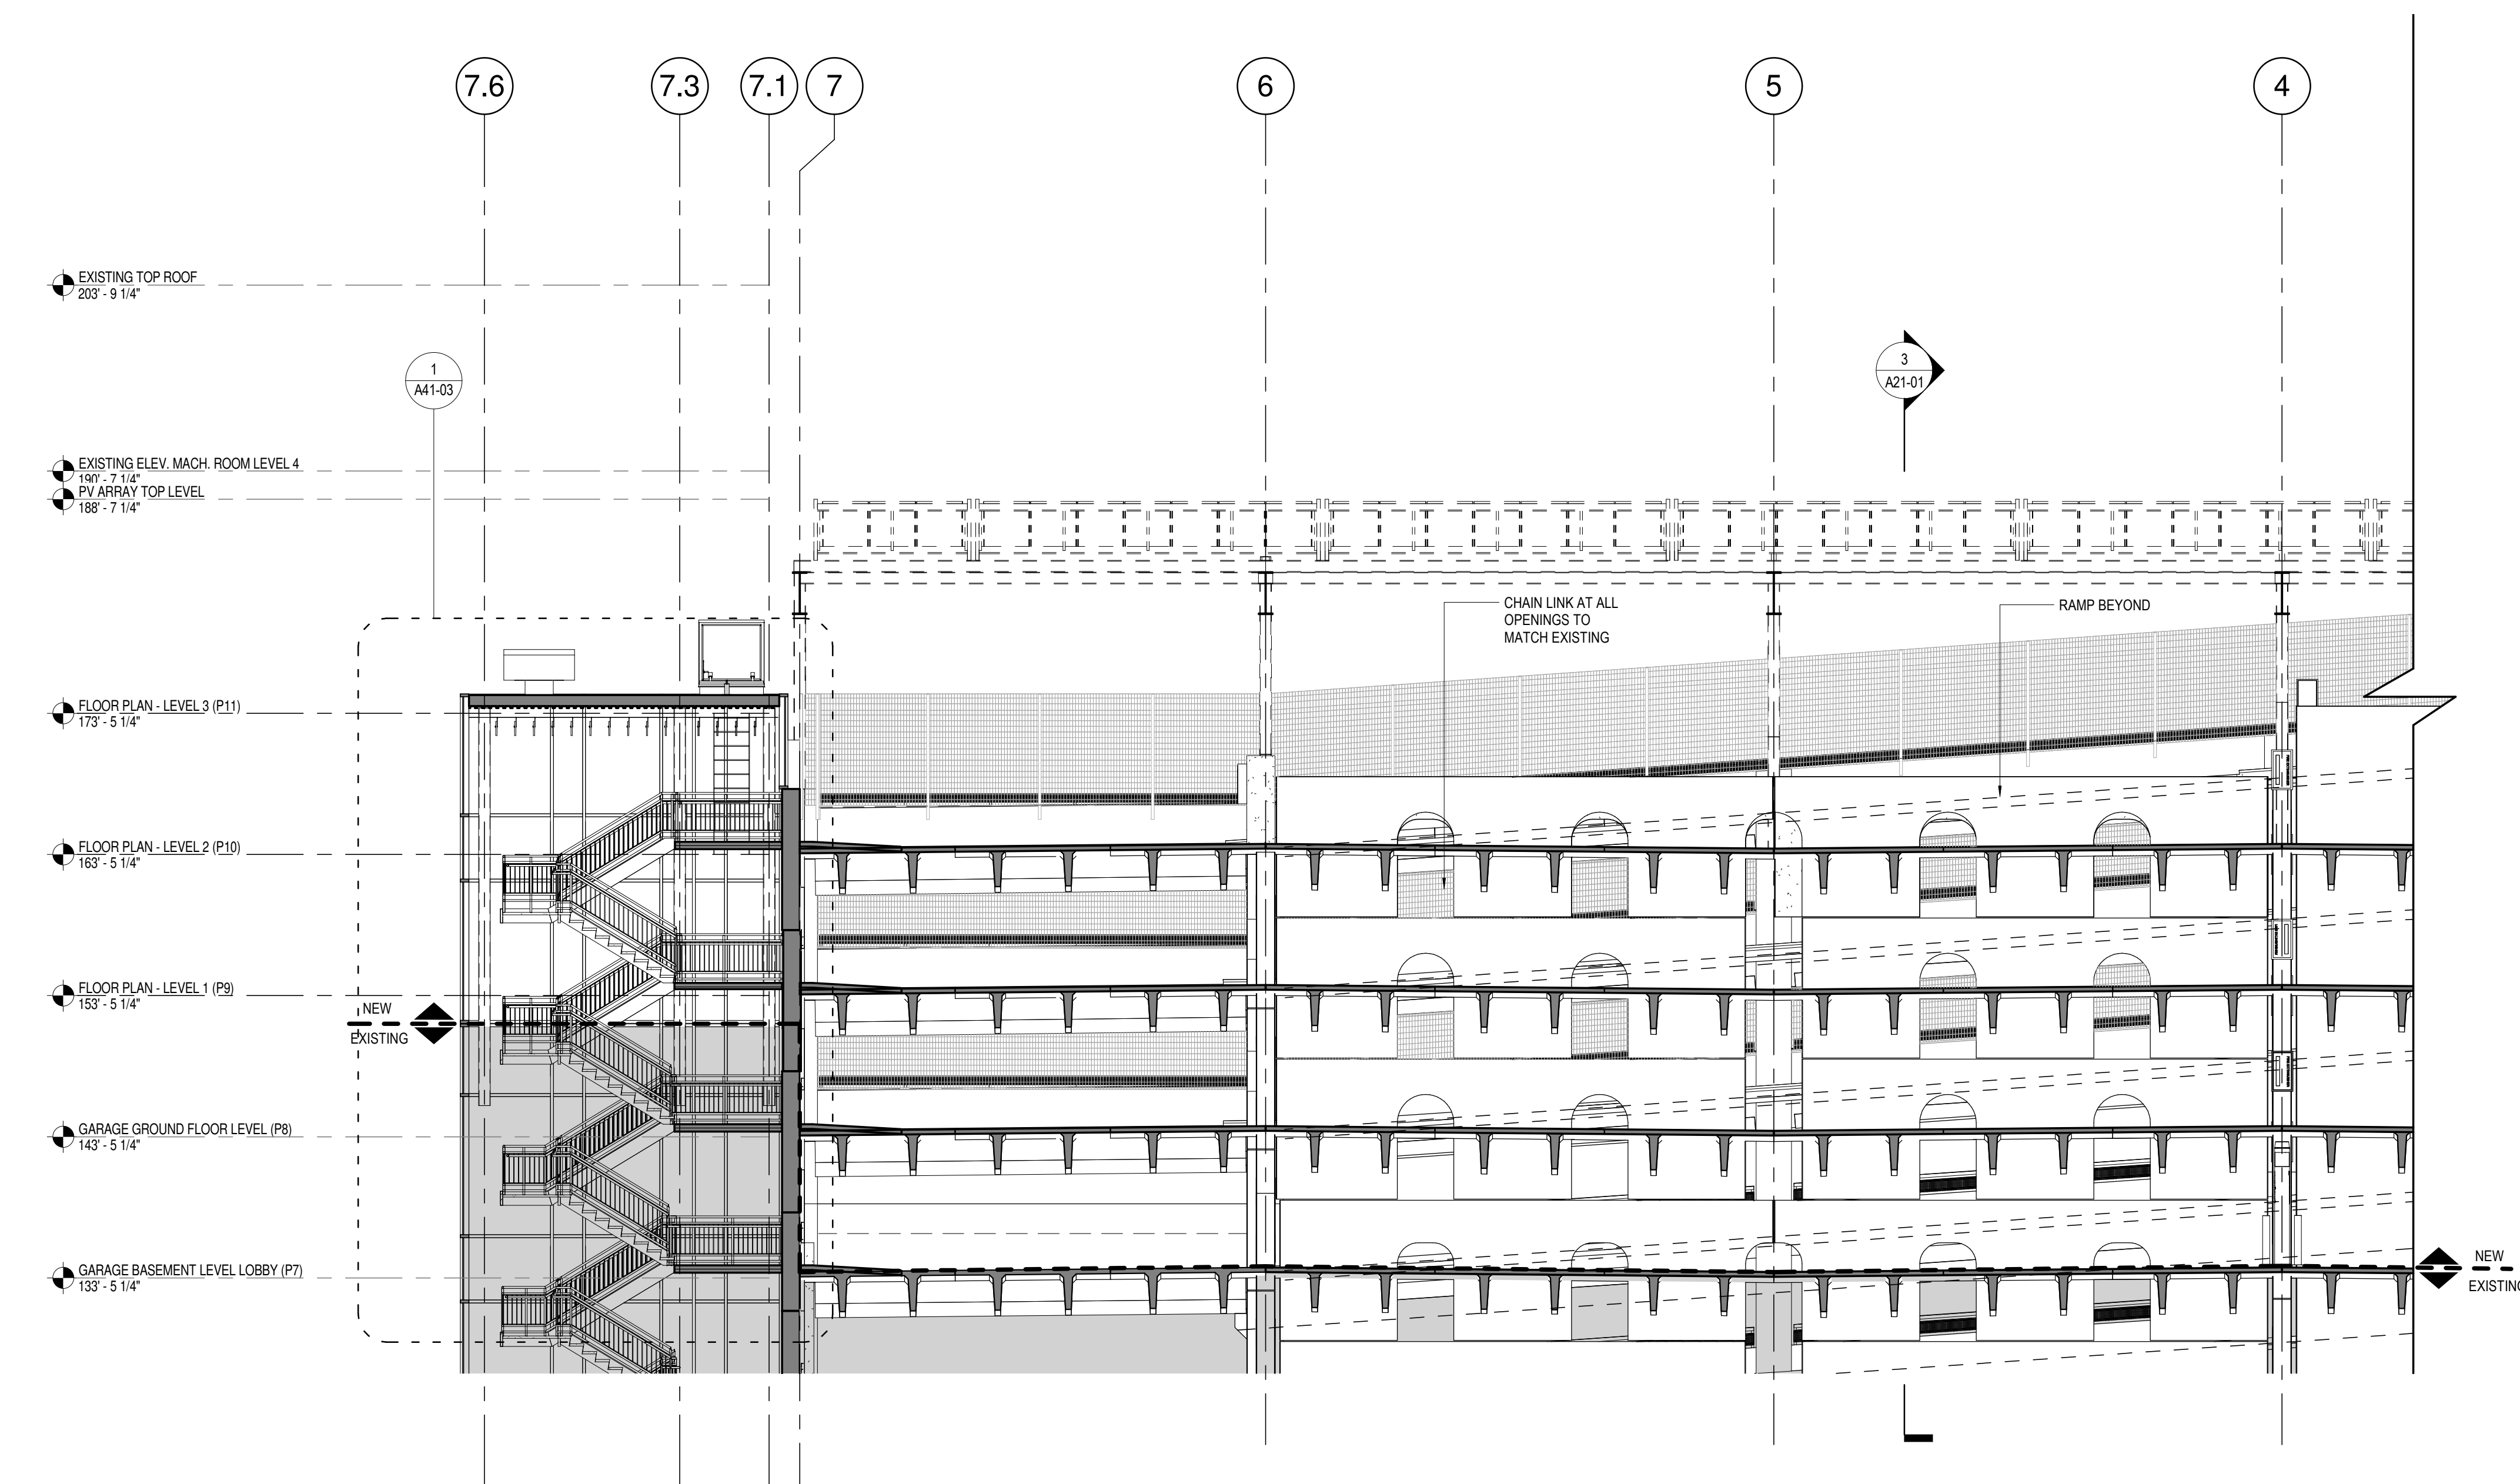 7.6
7.3
7.1
7
6
5
4
EXISTING TOP ROOF
203' - 9 1/4"
1
A41-03
3
A21-01
EXISTING ELEV. MACH. ROOM LEVEL 4
190' - 7 1/4"
PV ARRAY TOP LEVEL
188' - 7 1/4"
CHAIN LINK AT ALL
OPENINGS TO
MATCH EXISTING
RAMP BEYOND
FLOOR PLAN - LEVEL 3 (P11)
173' - 5 1/4"
FLOOR PLAN - LEVEL 2 (P10)
163' - 5 1/4"
FLOOR PLAN - LEVEL 1 (P9)
153' - 5 1/4"
NEW
EXISTING
GARAGE GROUND FLOOR LEVEL (P8)
143' - 5 1/4"
GARAGE BASEMENT LEVEL LOBBY (P7)
133' - 5 1/4"
NEW
EXISTING